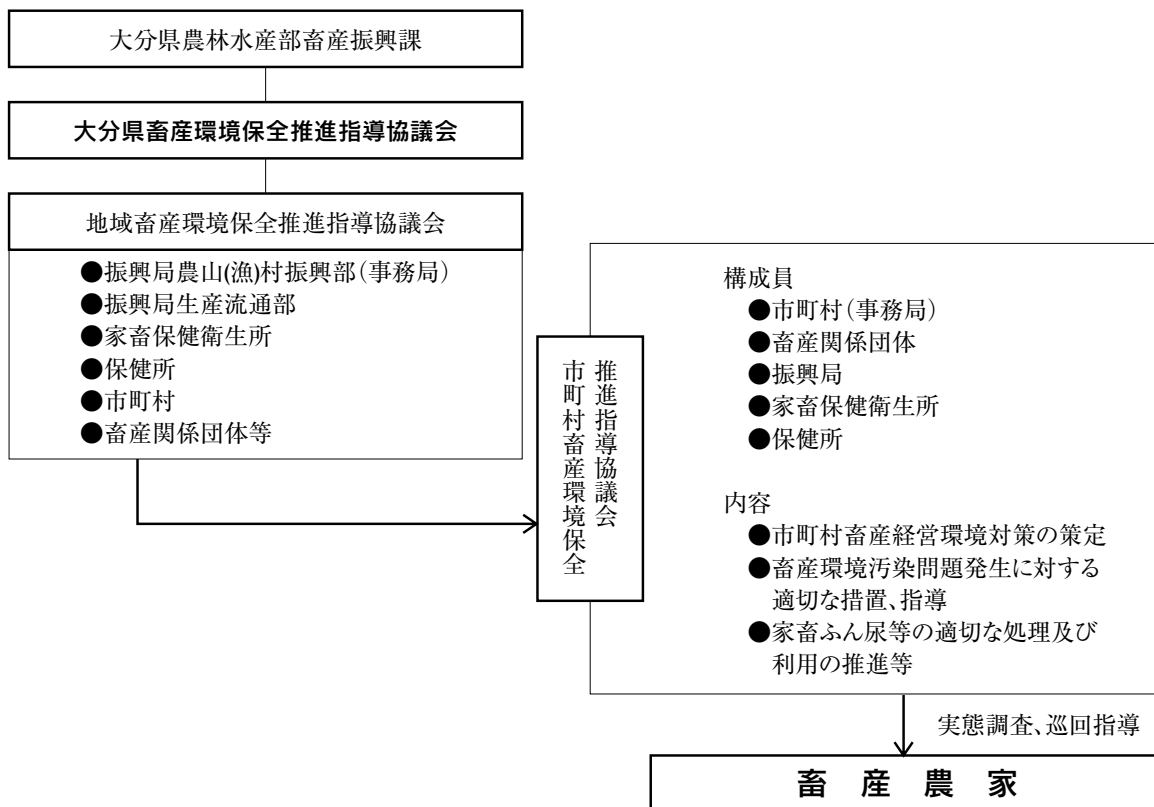 大分県農林水産部畜産振興課
大分県畜産環境保全推進指導協議会
地域畜産環境保全推進指導協議会
●振興局農山(漁)村振興部(事務局)
●振興局生産流通部
●家畜保健衛生所
●保健所
●市町村
●畜産関係団体等
市町村畜産環境保全
推進指導協議会
構成員
●市町村(事務局)
●畜産関係団体
●振興局
●家畜保健衛生所
●保健所
内容
●市町村畜産経営環境対策の策定
●畜産環境汚染問題発生に対する
適切な措置、指導
●家畜ふん尿等の適切な処理及び
利用の推進等
実態調査、巡回指導
畜産農家